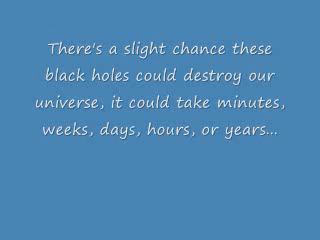 There's a slight chance these
black holes could destroy our
universe, it could take minutes,
weeks, days, hours, or years...